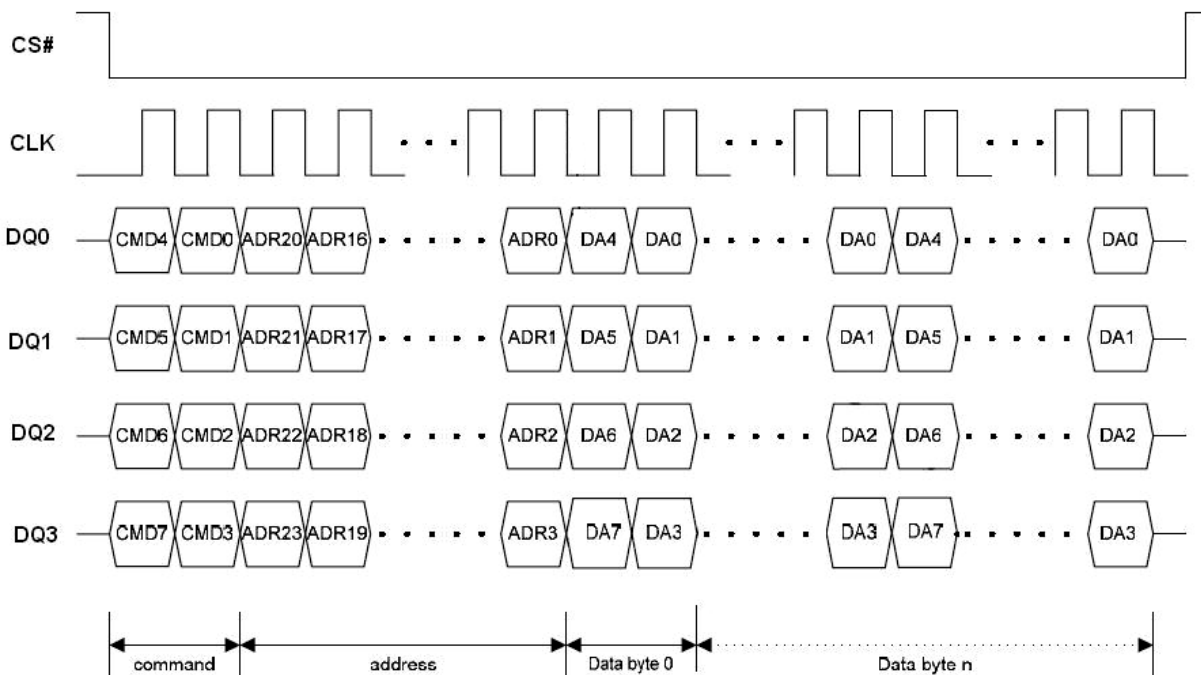 CS#
CLK
DQ0 CMD4 CMD0 ADR20 ADR16 ADR0 DA4 DA0 DA0 DA4 DA0
DQ1 CMD5 CMD1 ADR21 ADR17 ADR1 DA5 DA1 DA1 DA5 DA1
DQ2 CMD6 CMD2 ADR22 ADR18 ADR2 DA6 DA2 DA2 DA6 DA2
DQ3 CMD7 CMD3 ADR23 ADR19 ADR3 DA7 DA3 DA3 DA7 DA3
command address Data byte 0 Data byte n